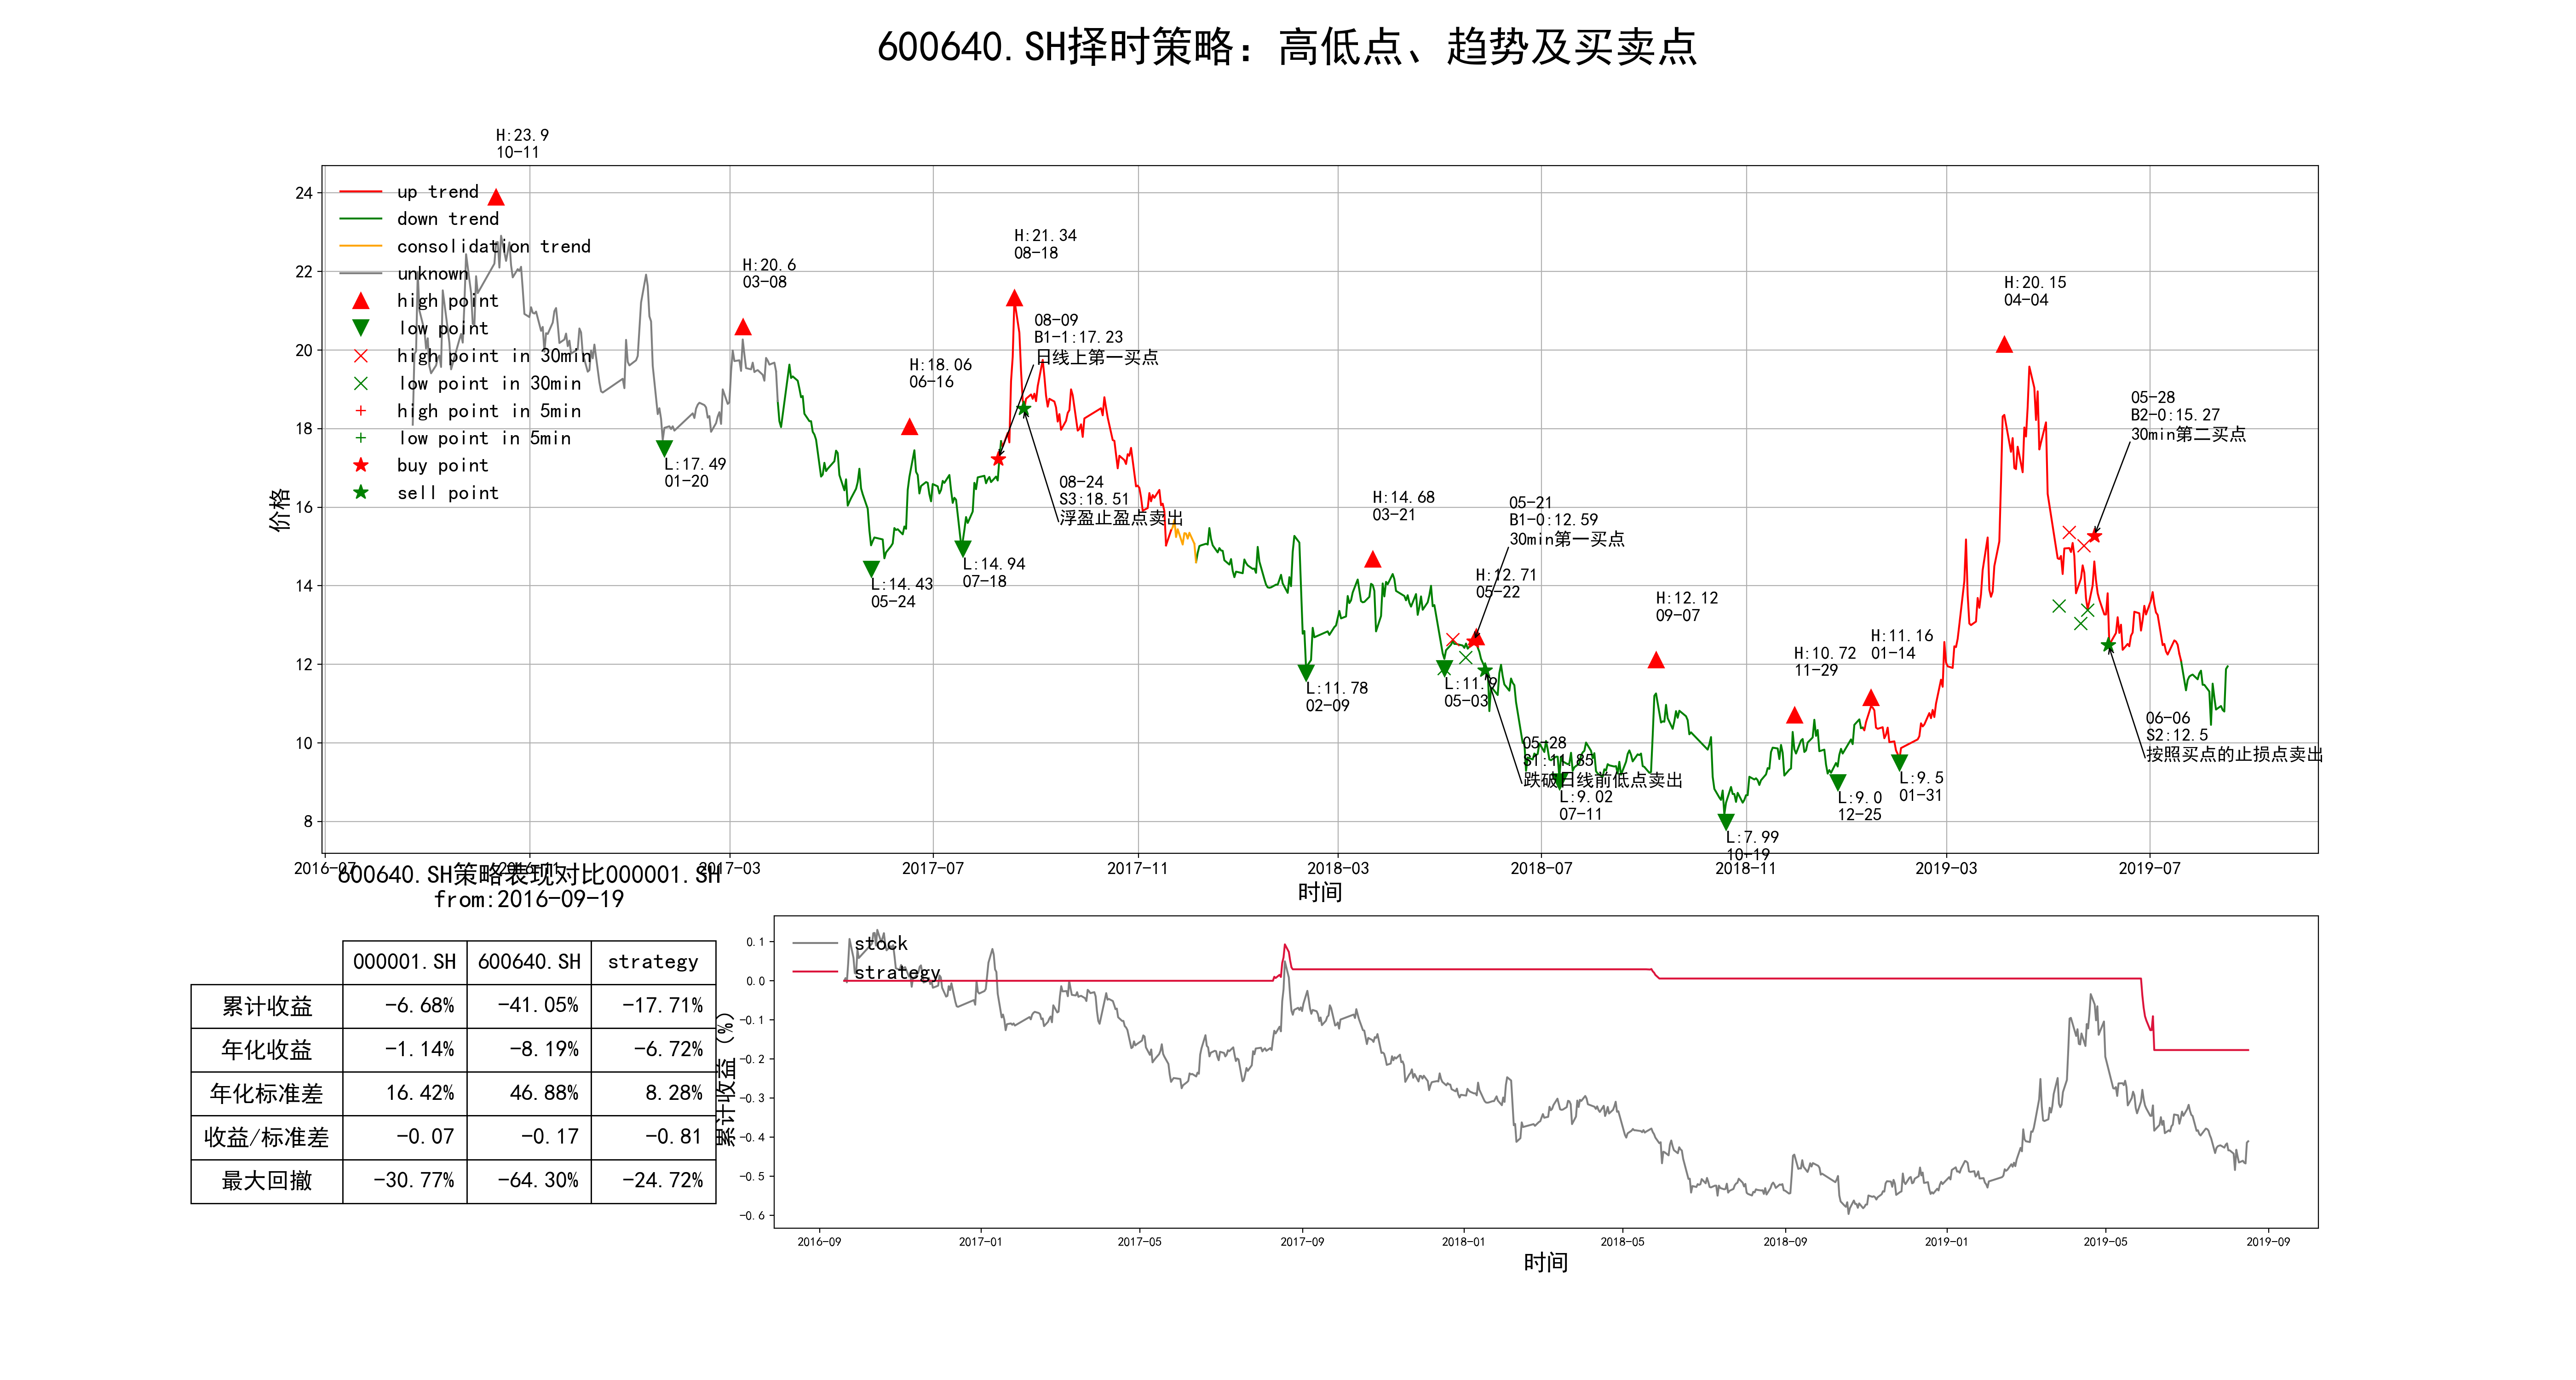 600640.SH择时策略: 高低点、趋势及买卖点
H:23.9
10-11
up trend
down trend
consolidation trend
unknown
high point
low point
high point in 30min
low point in 30min
high point in 5min
low point in 5min
buy point
sell point
L:17.49
01-20
H:20.6
03-08
L:14.43
05-24
H:18.06
06-16
L:14.94
07-18
H:21.34
08-18
08-09
B1-1:17.23
日线上第一买点
08-24
S3:18.51
浮盈止盈点卖出
L:11.78
02-09
H:14.68
03-21
L:11.9
05-03
05-21
B1-0:12.59
30min第一买点
H:12.71
05-22
05-28
S1:11.85
跌破日线前低点卖出
L:9.02
07-11
H:12.12
09-07
L:7.99
10-19
H:10.72
11-29
L:9.0
12-25
H:11.16
01-14
L:9.5
01-31
H:20.15
04-04
05-28
B2-0:15.27
30min第二买点
06-06
S2:12.5
按照买点的止损点卖出
24
22
20
18
16
14
12
10
8
价格
2016-07
2016-11
2017-03
2017-07
2017-11
2018-03
2018-07
2018-11
2019-03
2019-07
时间
600640.SH策略表现对比000001.SH
from:2016-09-19
000001.SH 600640.SH strategy
累计收益 -6.68% -41.05% -17.71%
年化收益 -1.14% -8.19% -6.72%
年化标准差 16.42% 46.88% 8.28%
收益/标准差 -0.07 -0.17 -0.81
最大回撤 -30.77% -64.30% -24.72%
stock
strategy
0.1
0.0
-0.1
-0.2
-0.3
-0.4
-0.5
-0.6
累计收益 (%)
2016-09
2017-01
2017-05
2017-09
2018-01
2018-05
2018-09
2019-01
2019-05
2019-09
时间